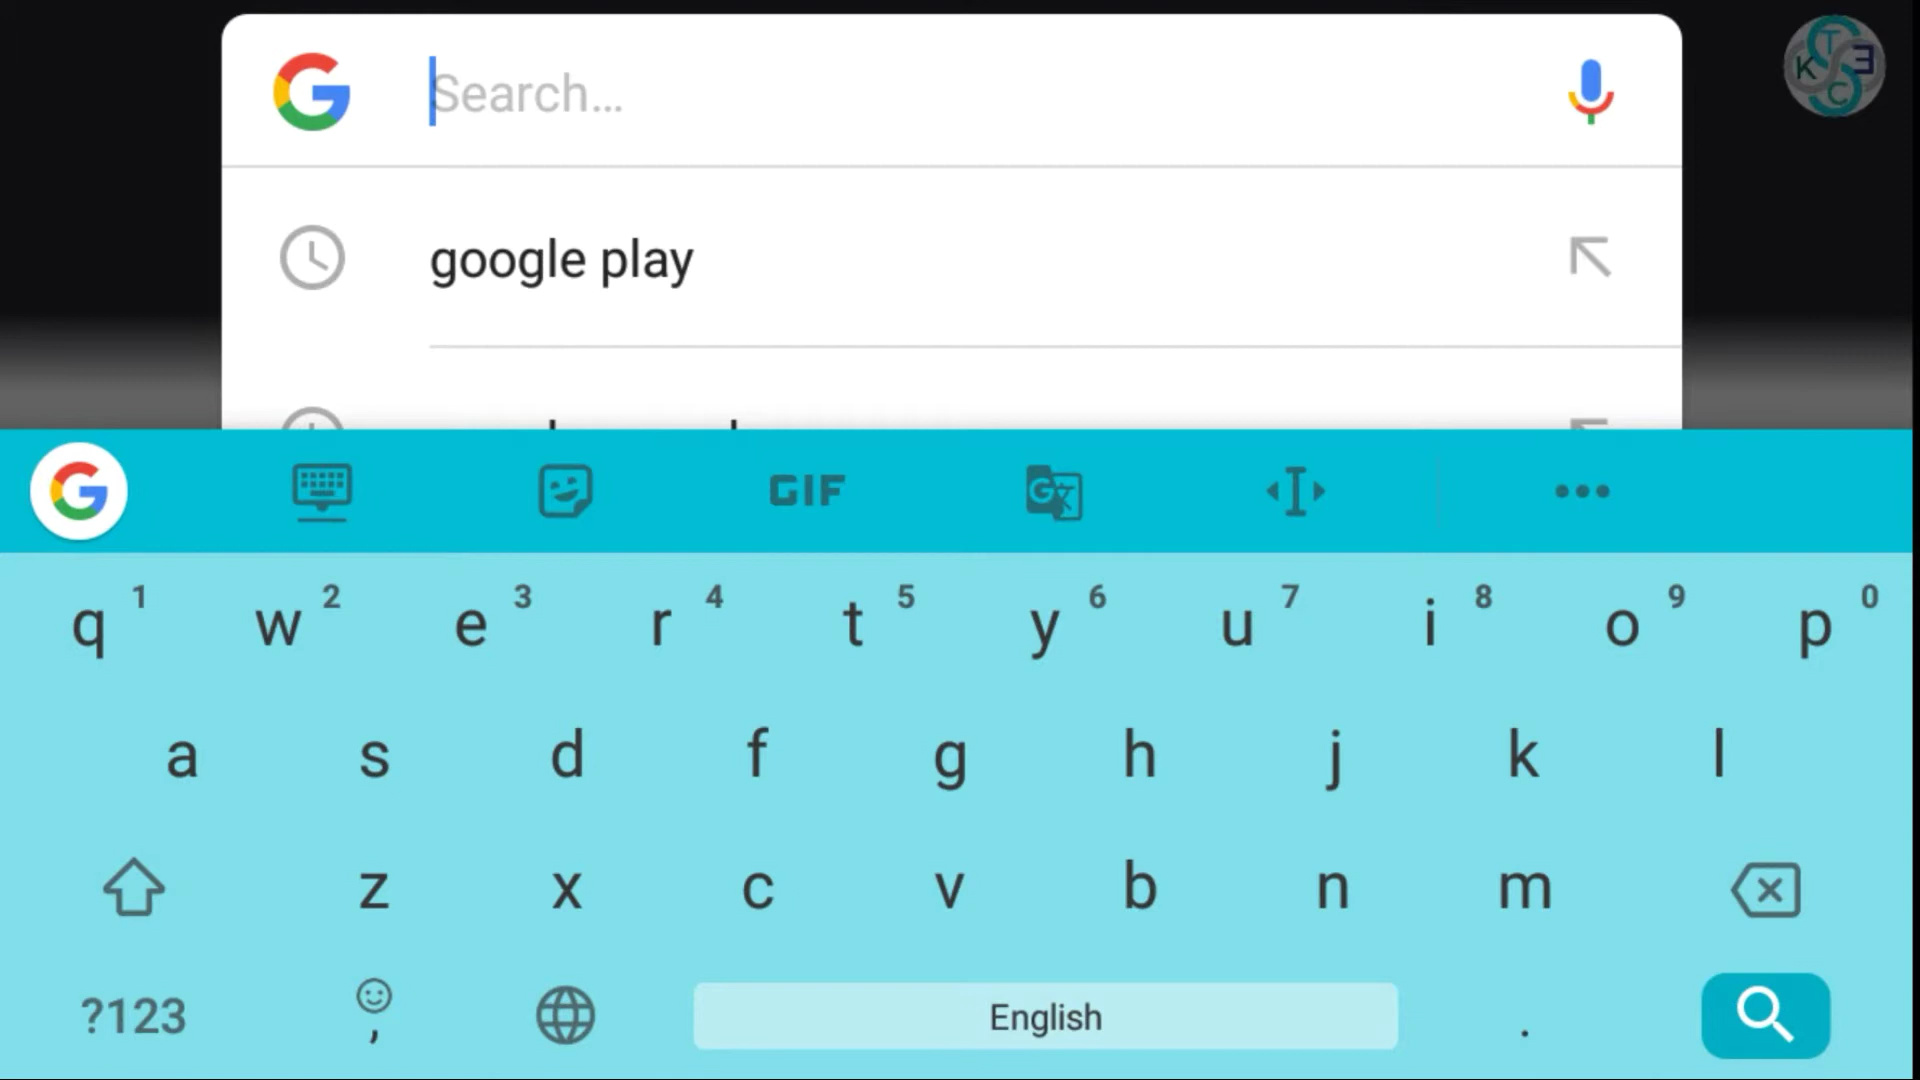 Search...
google play
GIF
q 1 w 2 e 3 r 4 t 5 y 6 u 7 i 8 o 9 p 0
a s d f g h j k l
z x c v b n m
?123 , English .